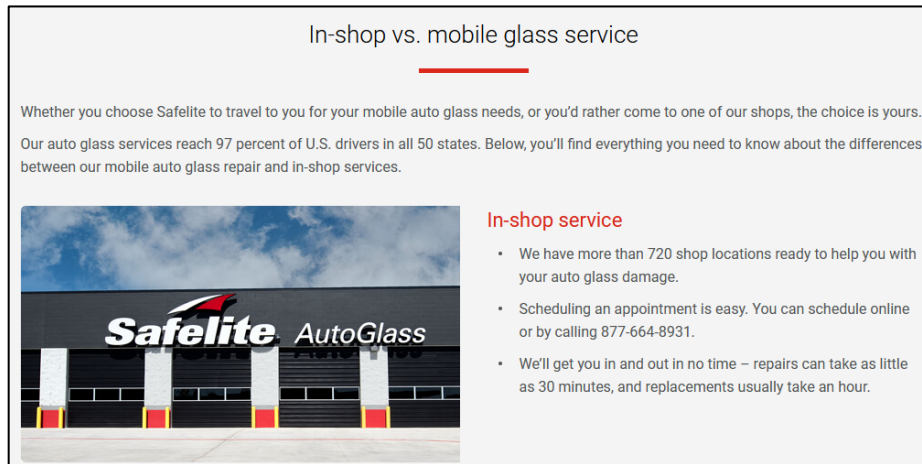 In-shop vs. mobile glass service
Whether you choose Safelite to travel to you for your mobile auto glass needs, or you'd rather come to one of our shops, the choice is yours.
Our auto glass services reach 97 percent of U.S. drivers in all 50 states. Below, you'll find everything you need to know about the differences
between our mobile auto glass repair and in-shop services.
Safelite AutoGlass
In-shop service
• We have more than 720 shop locations ready to help you with
your auto glass damage.
• Scheduling an appointment is easy. You can schedule online
or by calling 877-664-8931.
• We'll get you in and out in no time – repairs can take as little
as 30 minutes, and replacements usually take an hour.